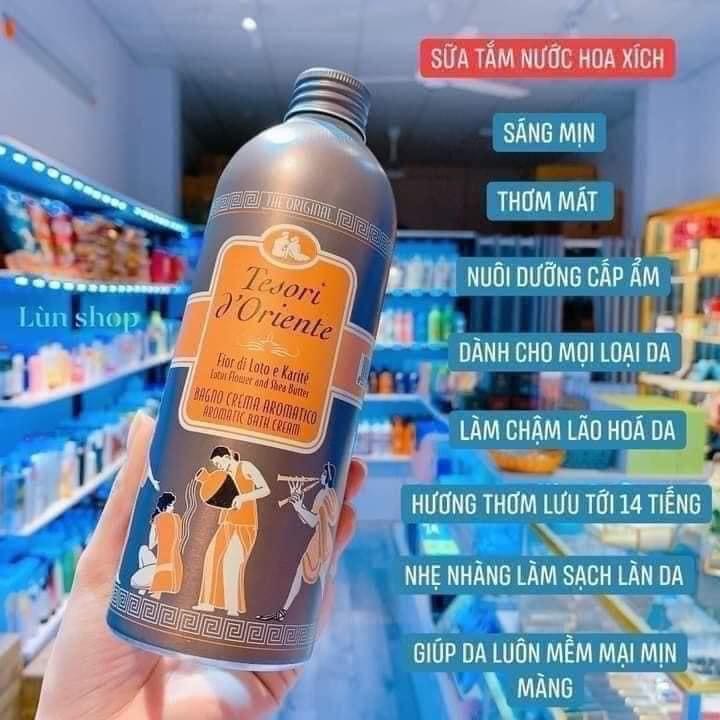 SỮA TẮM NƯỚC HOA XÍCH
SÁNG MỊN
THƠM MÁT
NUÔI DƯỠNG CẤP ẨM
DÀNH CHO MỌI LOẠI DA
LÀM CHẬM LÃO HOÁ DA
HƯƠNG THƠM LƯU TỚI 14 TIẾNG
NHẸ NHÀNG LÀM SẠCH LÀN DA
GIÚP DA LUÔN MỀM MẠI MỊN
MÀNG
Lùn shop
THE ORIGINAL
Tesori
d'Oriente
Fior di Loto e Karité
Lotus Flower and Shea Butter
BAGNO CREMA AROMATICO
AROMATIC BATH CREAM